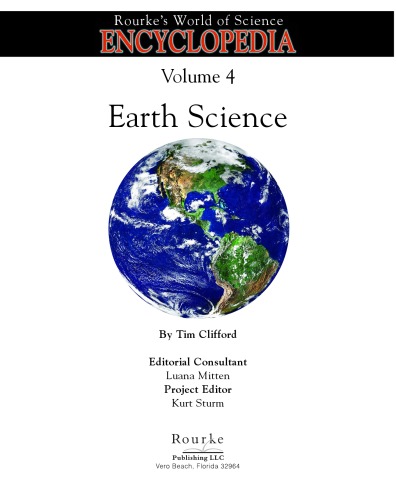 Rourke's World of Science
ENCYCLOPEDIA
Volume 4
Earth Science
By Tim Clifford
Editorial Consultant
Luana Mitten
Project Editor
Kurt Sturm
Rourke
Publishing LLC
Vero Beach, Florida 32964